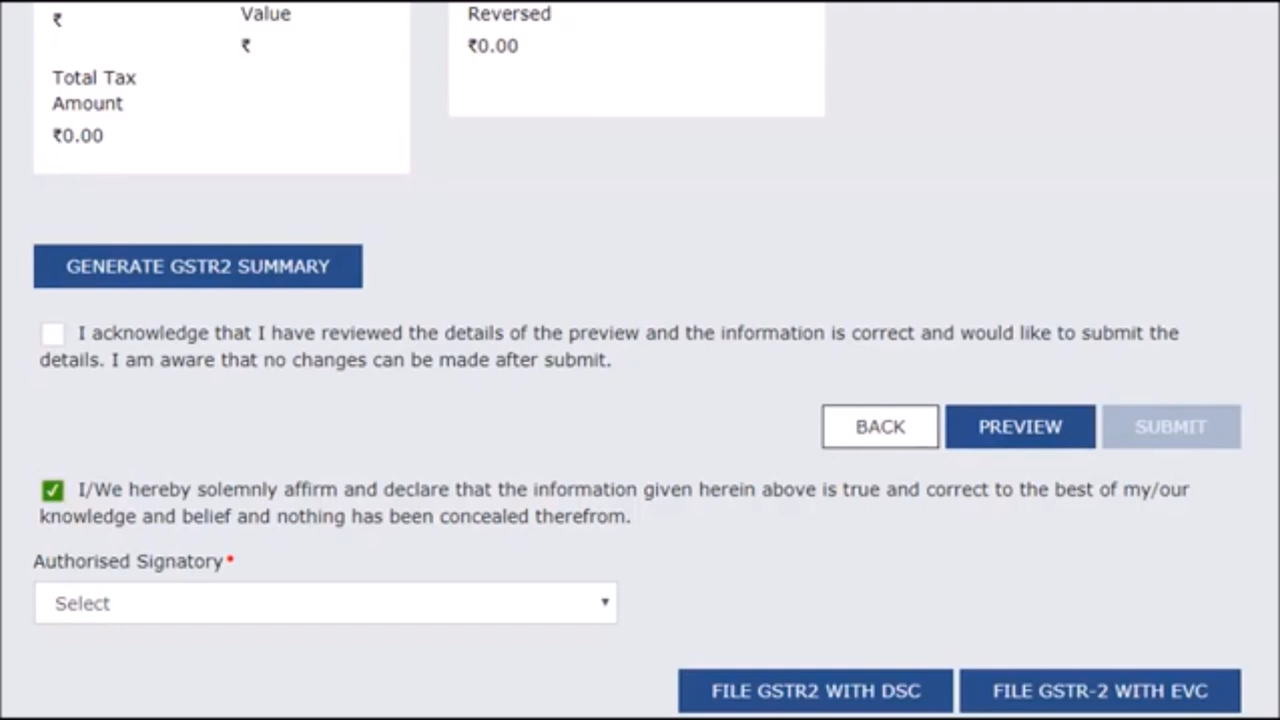 ₹
Value
₹
Total Tax
Amount
₹0.00
Reversed
₹0.00
GENERATE GSTR2 SUMMARY
I acknowledge that I have reviewed the details of the preview and the information is correct and would like to submit the
details. I am aware that no changes can be made after submit.
BACK
PREVIEW
SUBMIT
I/We hereby solemnly affirm and declare that the information given herein above is true and correct to the best of my/our
knowledge and belief and nothing has been concealed therefrom.
Authorised Signatory•
Select
FILE GSTR2 WITH DSC
FILE GSTR-2 WITH EVC